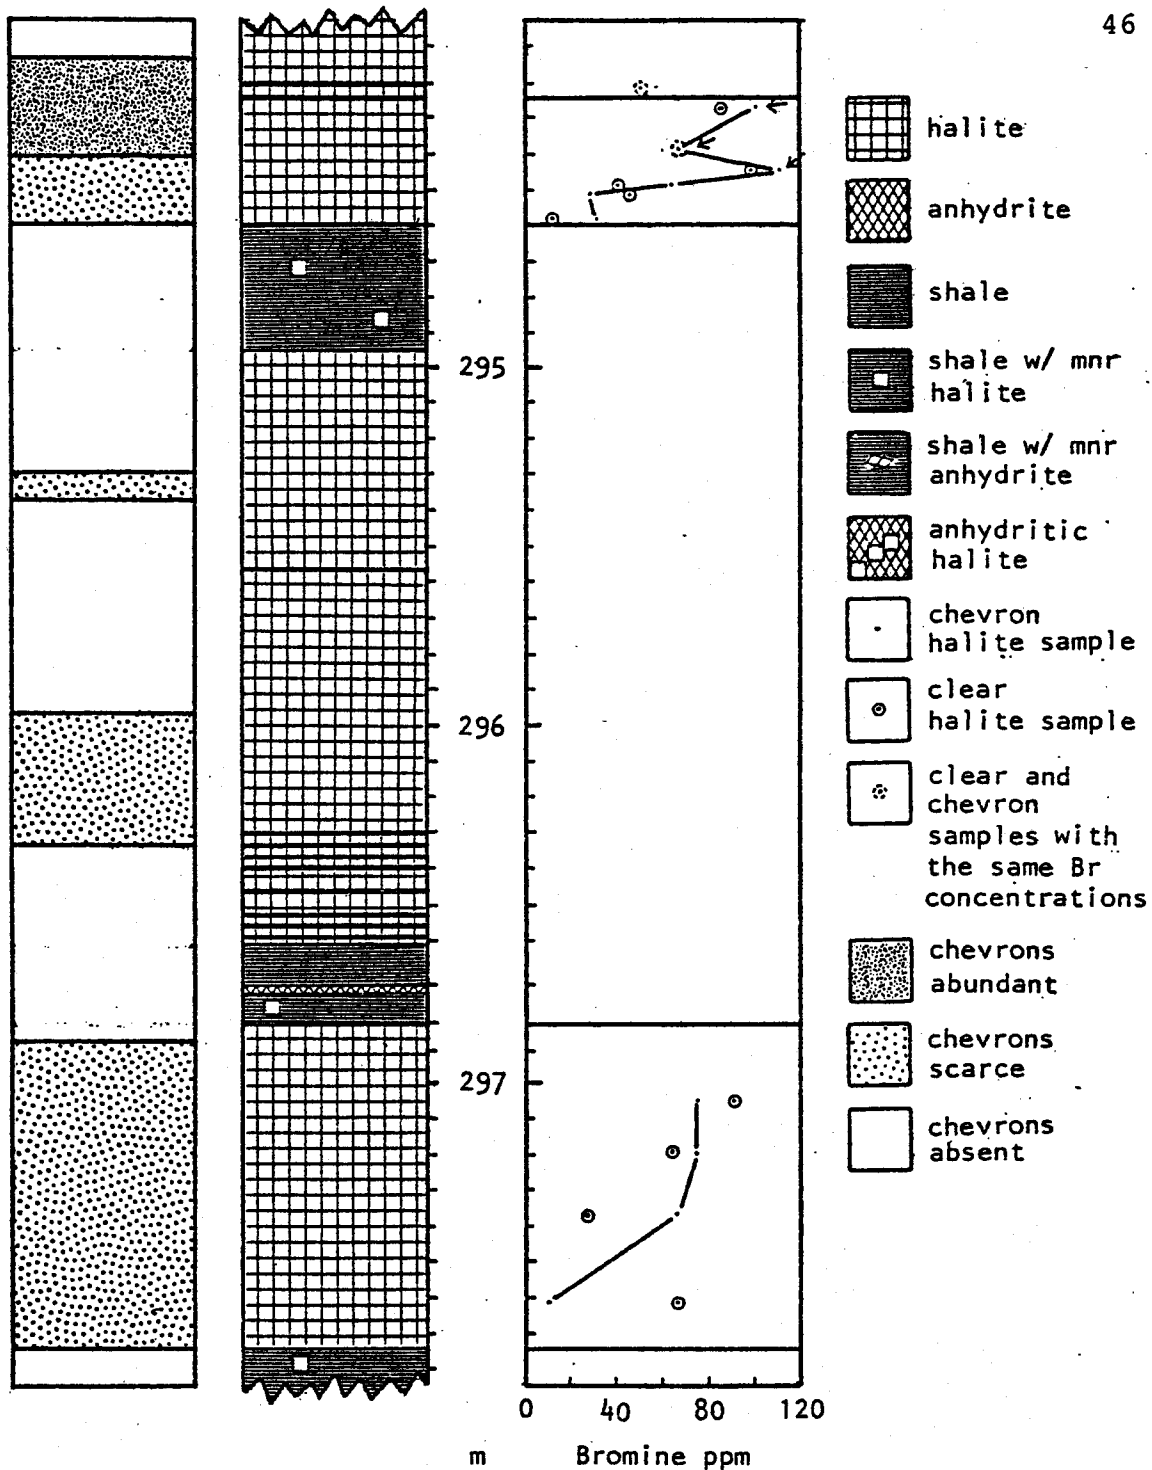 46
halite
anhydrite
shale
shale w/ mnr
halite
shale w/ mnr
anhydrite
anhydritic
halite
chevron
halite sample
clear
halite sample
clear and
chevron
samples with
the same Br
concentrations
chevrons
abundant
chevrons
scarce
chevrons
absent
295
296
297
0 40 80 120
m Bromine ppm